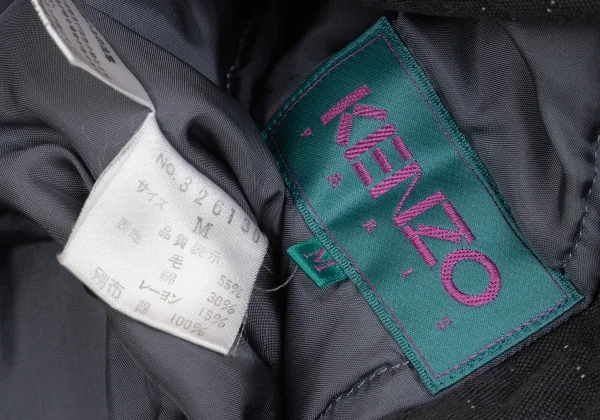 No. 326130
サイズ M
表地 品質表示
毛 55%
綿 30%
レーヨン 15%
別布 綿 100%
KENZO
PARIS
M